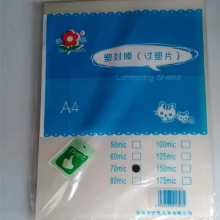 塑封膜（过塑片）
Laminating Sheets
A4
50mic 100mic
60mic 125mic
70mic 150mic
80mic 175mic